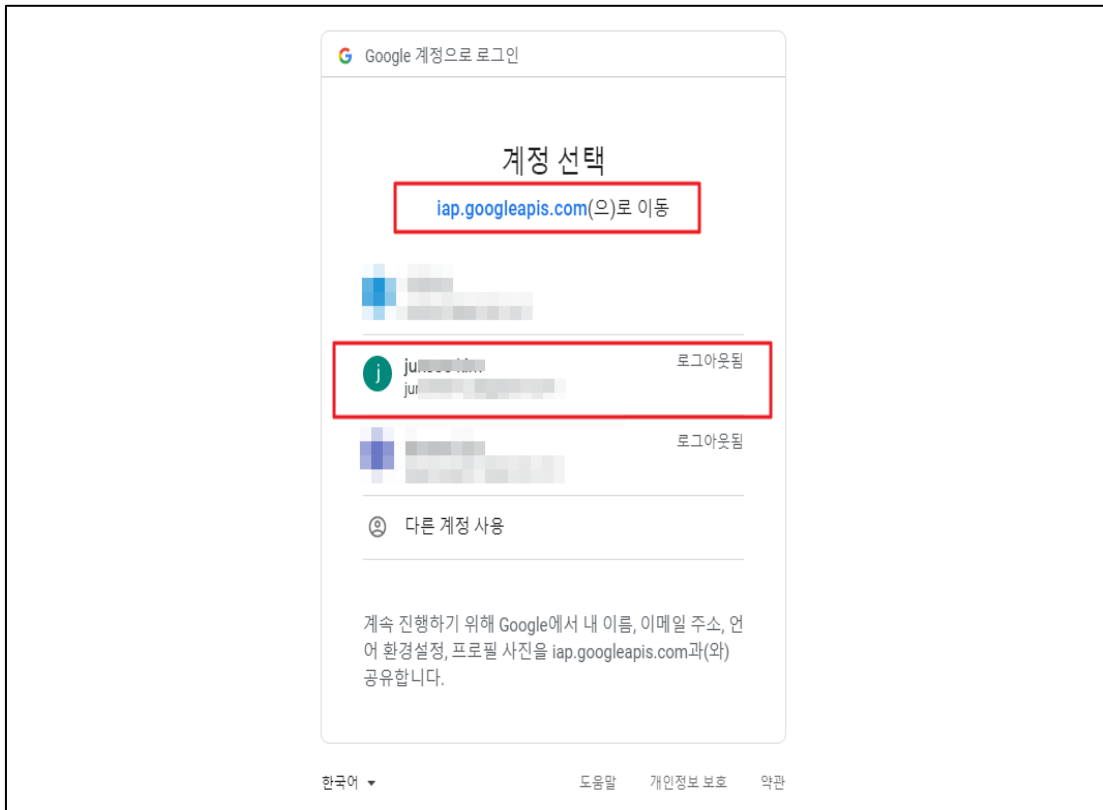 Google 계정으로 로그인
계정 선택
iap.googleapis.com(으)로 이동
로그아웃됨
로그아웃됨
다른 계정 사용
계속 진행하기 위해 Google에서 내 이름, 이메일 주소, 언
어 환경설정, 프로필 사진을 iap.googleapis.com과(와)
공유합니다.
한국어
도움말 개인정보 보호 약관